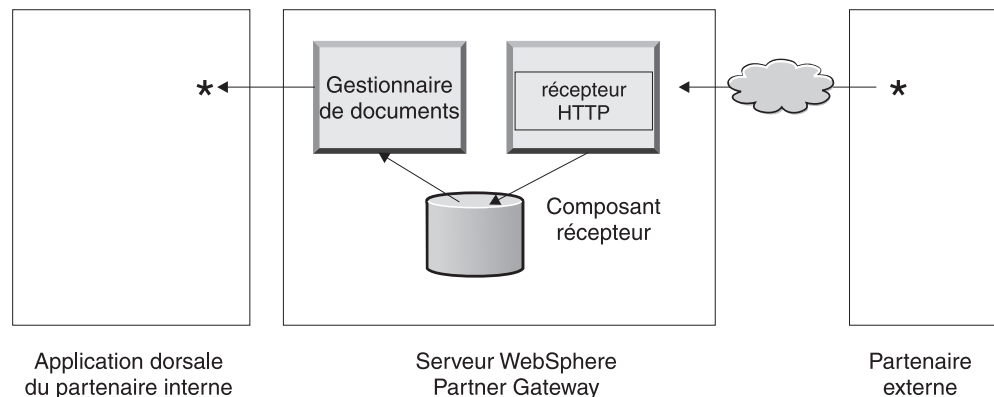 Gestionnaire
de documents
récepteur
HTTP
*
*
Composant
récepteur
Application dorsale
du partenaire interne
Serveur WebSphere
Partner Gateway
Partenaire
externe